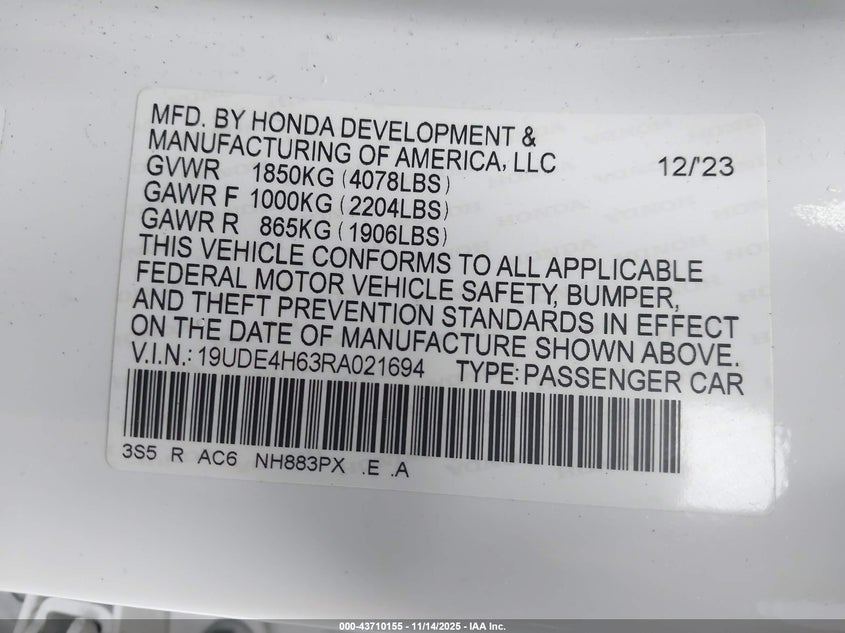 MFD. BY HONDA DEVELOPMENT &
MANUFACTURING OF AMERICA, LLC 12/'23
GVWR 1850KG (4078LBS)
GAWR F 1000KG (2204LBS)
GAWR R 865KG (1906LBS)
THIS VEHICLE CONFORMS TO ALL APPLICABLE
FEDERAL MOTOR VEHICLE SAFETY, BUMPER,
AND THEFT PREVENTION STANDARDS IN EFFECT
ON THE DATE OF MANUFACTURE SHOWN ABOVE.
V.I.N.: 19UDE4H63RA021694 TYPE: PASSENGER CAR
3S5 R AC6 NH883PX .E .A
000-43710155 - 11/14/2025 - IAA Inc.